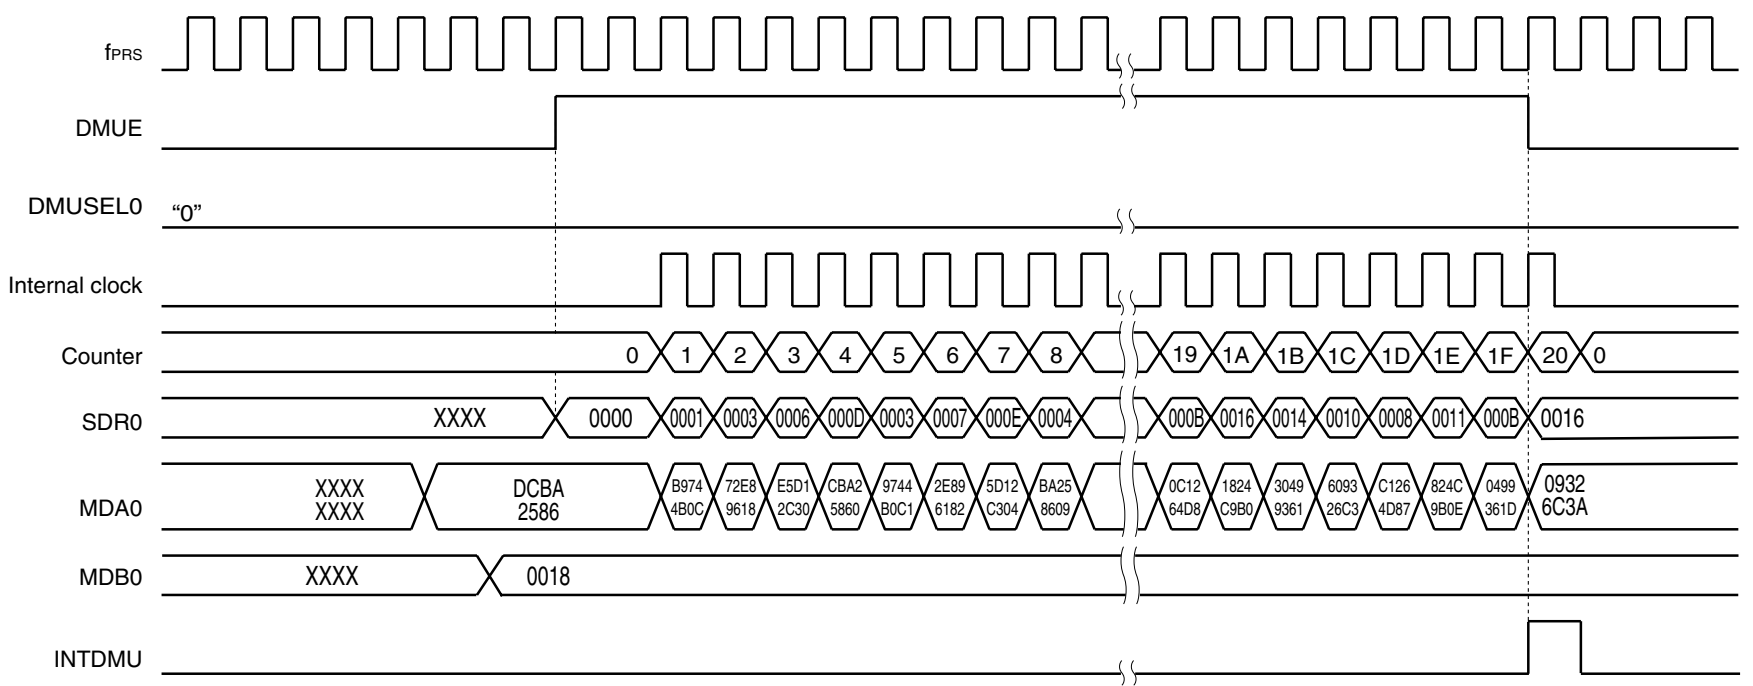 fPRS
DMUE
DMUSEL0 “0”
Internal clock
Counter 0 1 2 3 4 5 6 7 8 19 1A 1B 1C 1D 1E 1F 20 0
SDR0 XXXX 0000 0001 0003 0006 000D 0003 0007 000E 0004 000B 0016 0014 0010 0008 0011 000B 0016
MDA0
XXXX DCBA B974 72E8 E5D1 CBA2 9744 2E89 5D12 BA25 0C12 1824 3049 6093 C126 824C 0499 0932
XXXX 2586 4B0C 9618 2C30 5860 B0C1 6182 C304 8609 64D8 C9B0 9361 26C3 4D87 9B0E 361D 6C3A
MDB0 XXXX 0018
INTDMU